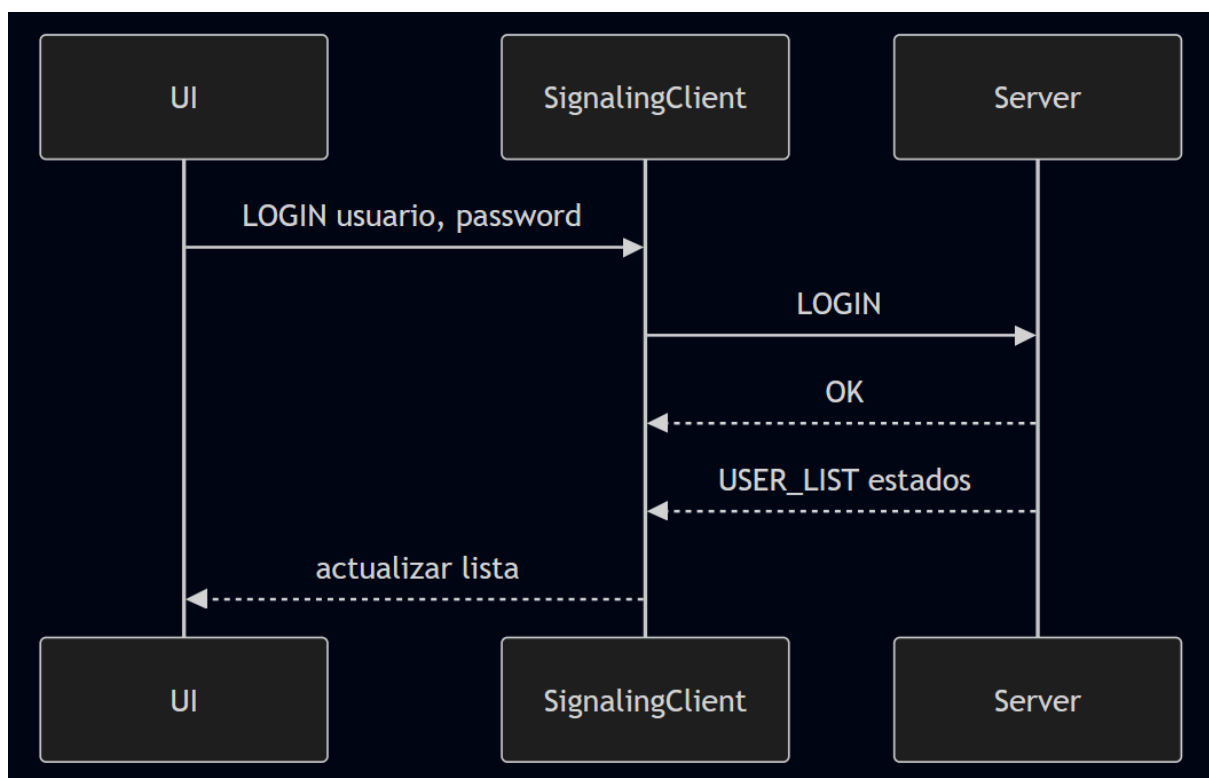 UI
SignalingClient
Server
LOGIN usuario, password
LOGIN
OK
USER_LIST estados
actualizar lista
UI
SignalingClient
Server